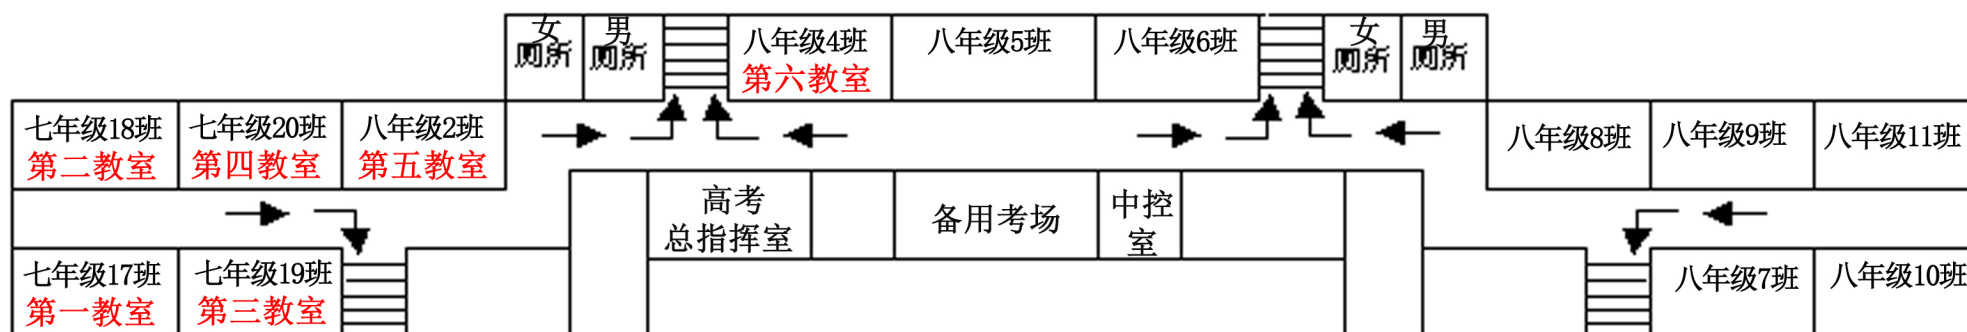 女
厕所
男
厕所
八年级4班
第六教室
八年级5班
八年级6班
女
厕所
男
厕所
七年级18班
第二教室
七年级20班
第四教室
八年级2班
第五教室
八年级8班
八年级9班
八年级11班
高考
总指挥室
备用考场
中控
室
七年级17班
第一教室
七年级19班
第三教室
八年级7班
八年级10班